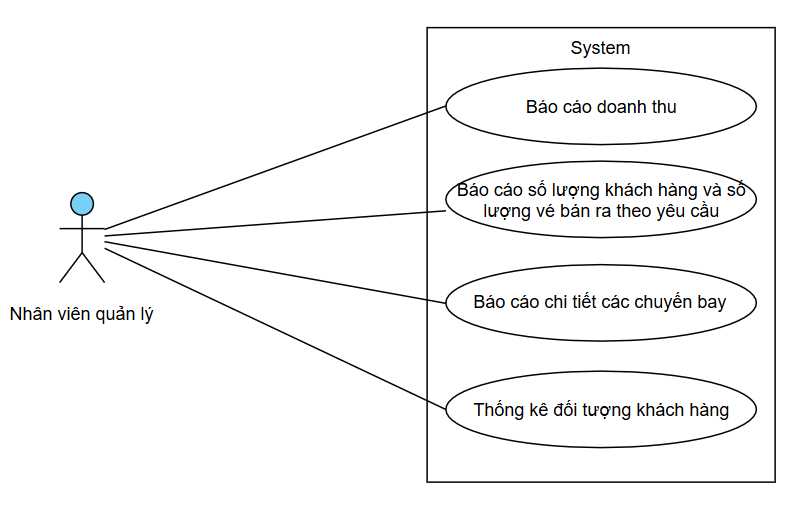 System
Báo cáo doanh thu
Báo cáo số lượng khách hàng và số
lượng vé bán ra theo yêu cầu
Báo cáo chi tiết các chuyến bay
Thống kê đối tượng khách hàng
Nhân viên quản lý